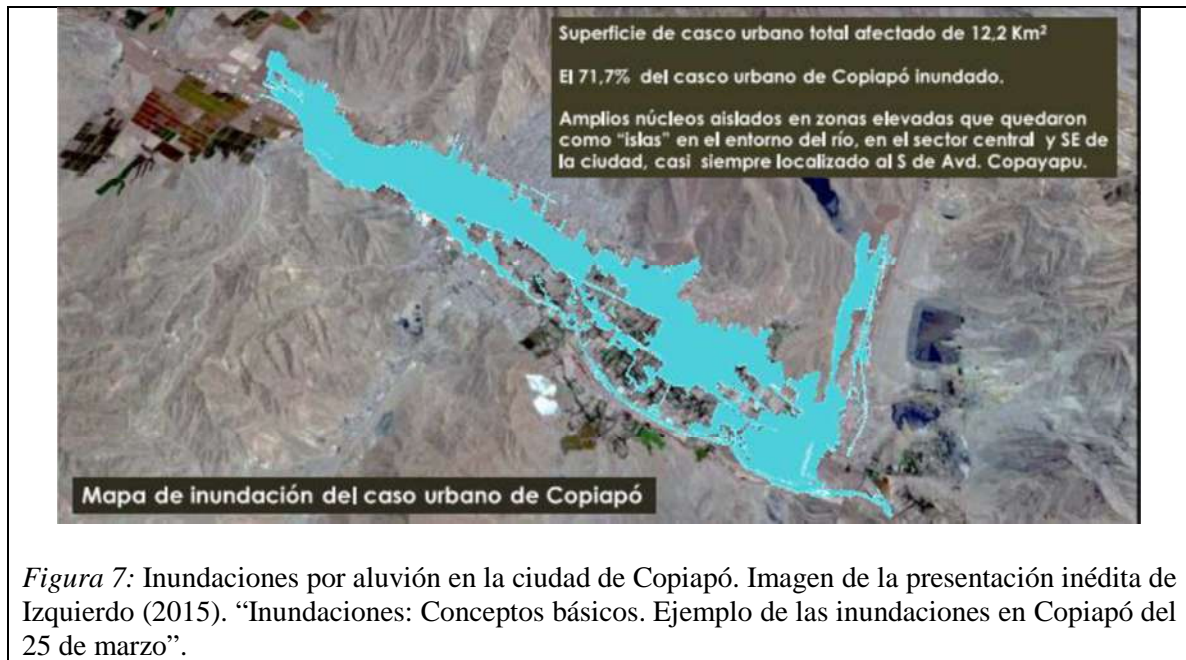 Superficie de casco urbano total afectado de 12,2 Km²
El 71,7% del casco urbano de Copiapó inundado.
Amplios núcleos aislados en zonas elevadas que quedaron
como “islas” en el entorno del río, en el sector central y SE de
la ciudad, casi siempre localizado al S de Avd. Copayapu.
Mapa de inundación del caso urbano de Copiapó
Figura 7: Inundaciones por aluvión en la ciudad de Copiapó. Imagen de la presentación inédita de
Izquierdo (2015). “Inundaciones: Conceptos básicos. Ejemplo de las inundaciones en Copiapó del
25 de marzo”.